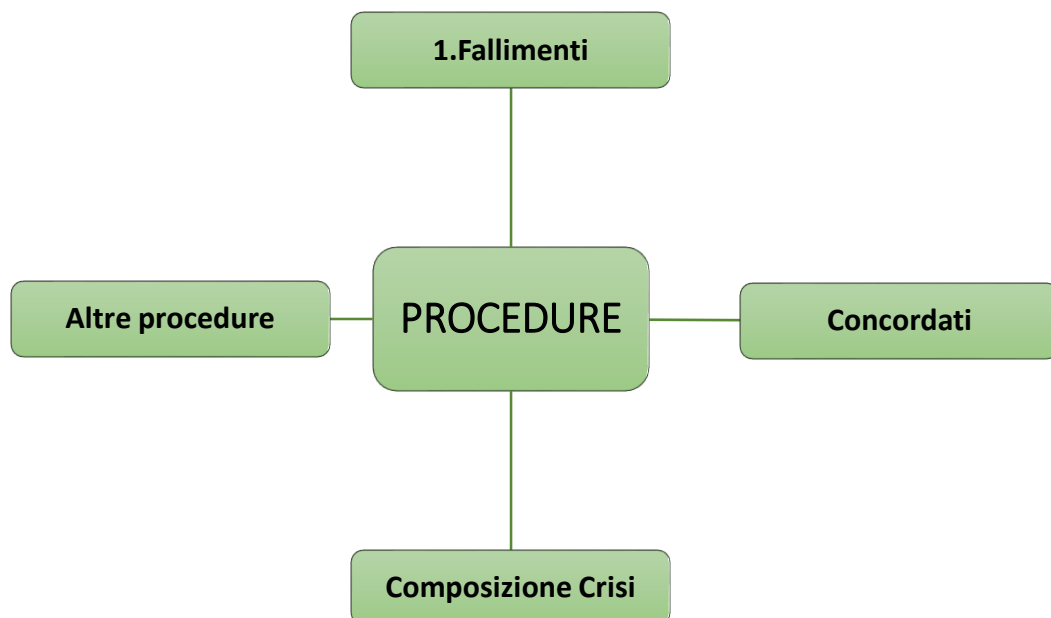 1.Fallimenti
Altre procedure
PROCEDURE
Concordati
Composizione Crisi